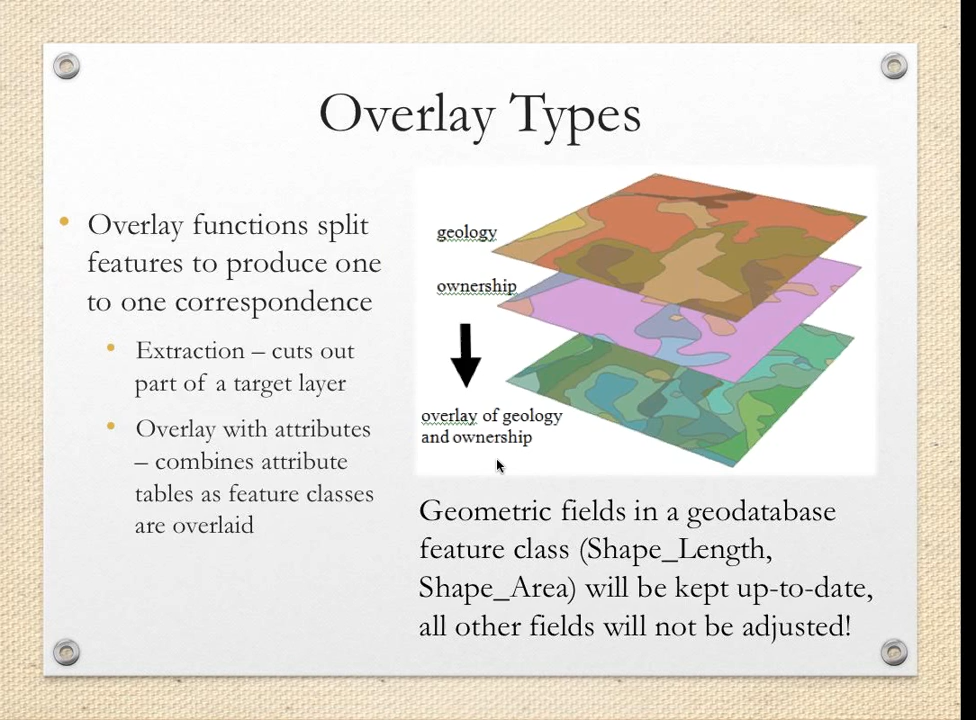 Overlay Types
Overlay functions split
features to produce one
to one correspondence
Extraction – cuts out
part of a target layer
Overlay with attributes
– combines attribute
tables as feature classes
are overlaid
geology
ownership
overlay of geology
and ownership
Geometric fields in a geodatabase
feature class (Shape_Length,
Shape_Area) will be kept up-to-date,
all other fields will not be adjusted!